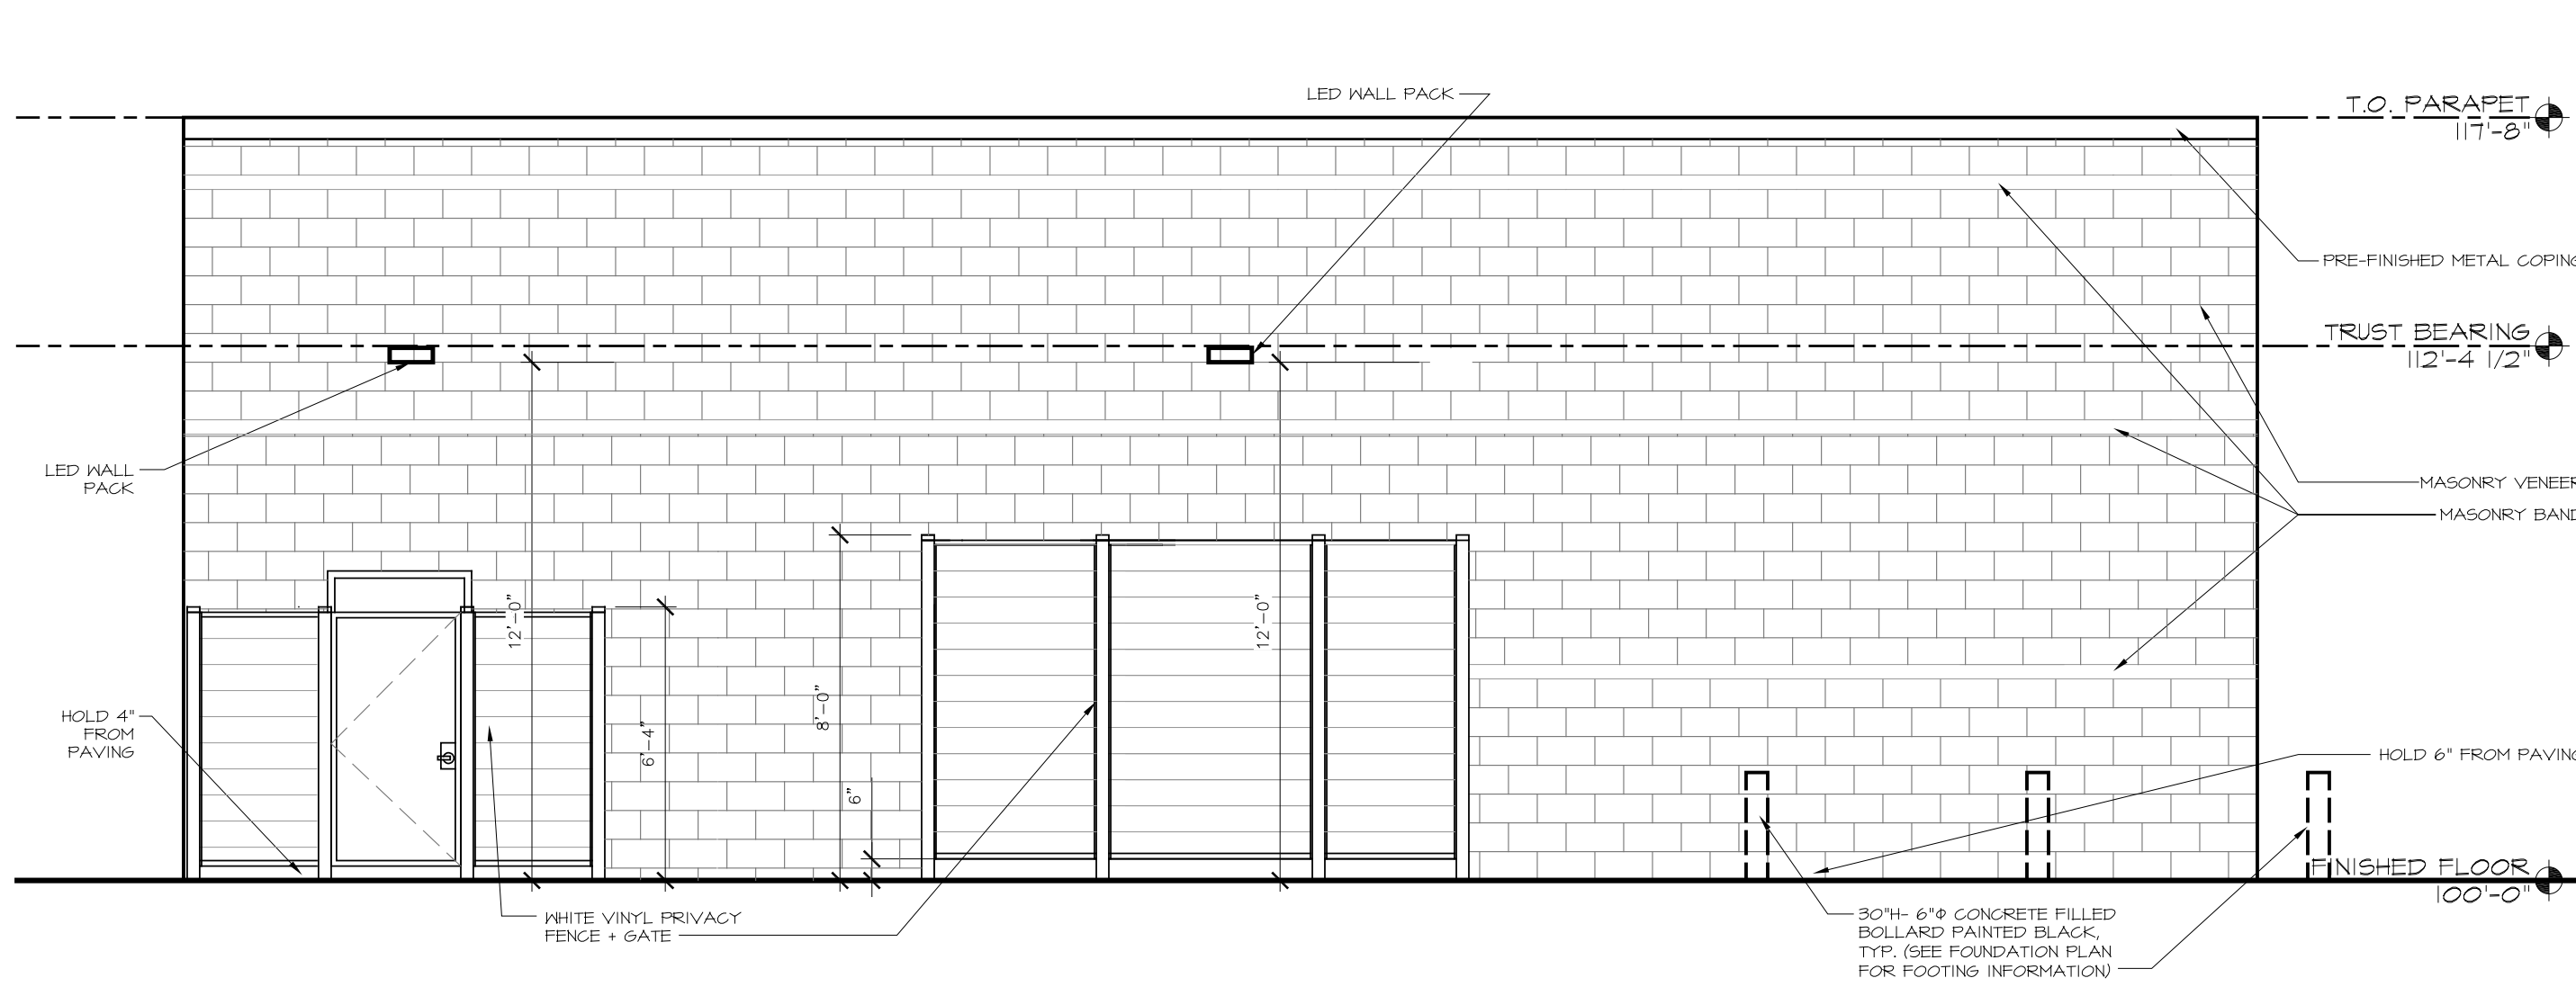 LED WALL PACK
T.O. PARAPET
117'-8"
PRE-FINISHED METAL COPING
TRUST BEARING
112'-4 1/2"
LED WALL
PACK
MASONRY VENEER
MASONRY BAND
12'-0"
12'-0"
6'-4"
8'-0"
6"
HOLD 4"
FROM
PAVING
HOLD 6" FROM PAVING
FINISHED FLOOR
100'-0"
WHITE VINYL PRIVACY
FENCE + GATE
30"H- 6"Φ CONCRETE FILLED
BOLLARD PAINTED BLACK,
TYP. (SEE FOUNDATION PLAN
FOR FOOTING INFORMATION)